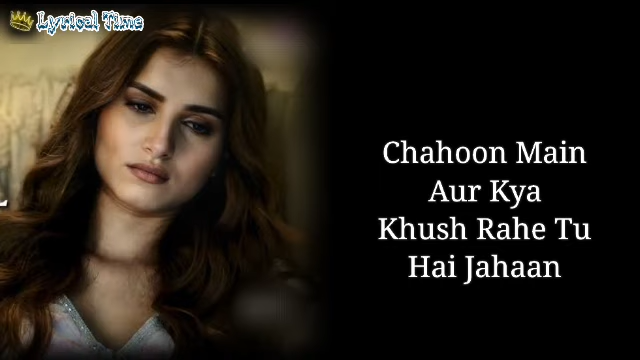 Lyrical Time
Chahoon Main
Aur Kya
Khush Rahe Tu
Hai Jahaan